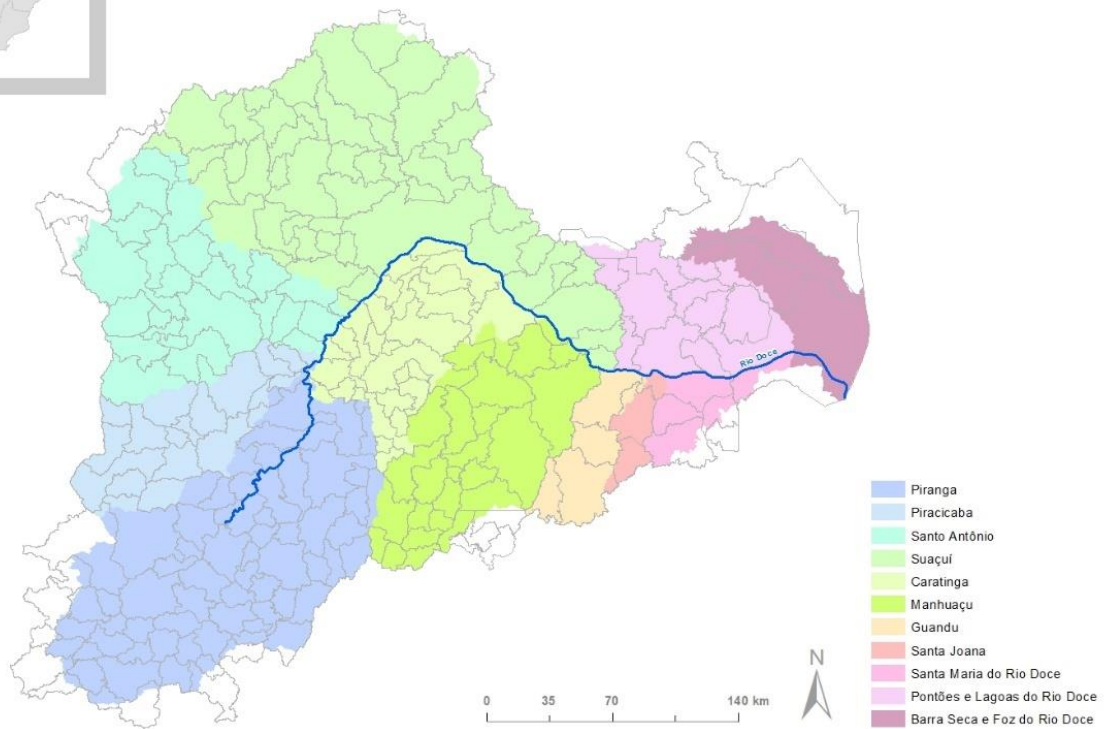 Rio Doce
Piranga
Piracicaba
Santo Antônio
Suaçuí
Caratinga
Manhuaçu
Guandu
Santa Joana
Santa Maria do Rio Doce
Pontões e Lagoas do Rio Doce
Barra Seca e Foz do Rio Doce
N
0 35 70 140 km